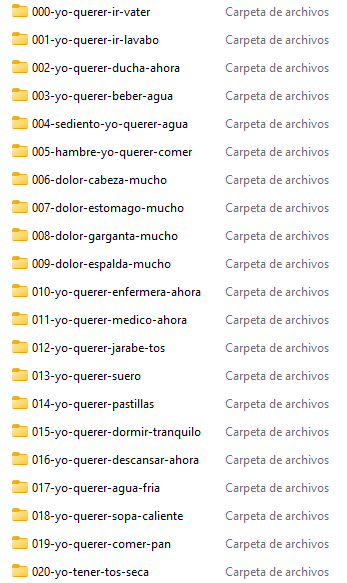 000-yo-querer-ir-vater Carpeta de archivos
001-yo-querer-ir-lavabo Carpeta de archivos
002-yo-querer-ducha-ahora Carpeta de archivos
003-yo-querer-beber-agua Carpeta de archivos
004-sediento-yo-querer-agua Carpeta de archivos
005-hambre-yo-querer-comer Carpeta de archivos
006-dolor-cabeza-mucho Carpeta de archivos
007-dolor-estomago-mucho Carpeta de archivos
008-dolor-garganta-mucho Carpeta de archivos
009-dolor-espalda-mucho Carpeta de archivos
010-yo-querer-enfermera-ahora Carpeta de archivos
011-yo-querer-medico-ahora Carpeta de archivos
012-yo-querer-jarabe-tos Carpeta de archivos
013-yo-querer-suero Carpeta de archivos
014-yo-querer-pastillas Carpeta de archivos
015-yo-querer-dormir-tranquilo Carpeta de archivos
016-yo-querer-descansar-ahora Carpeta de archivos
017-yo-querer-agua-fria Carpeta de archivos
018-yo-querer-sopa-caliente Carpeta de archivos
019-yo-querer-comer-pan Carpeta de archivos
020-yo-tener-tos-seca Carpeta de archivos